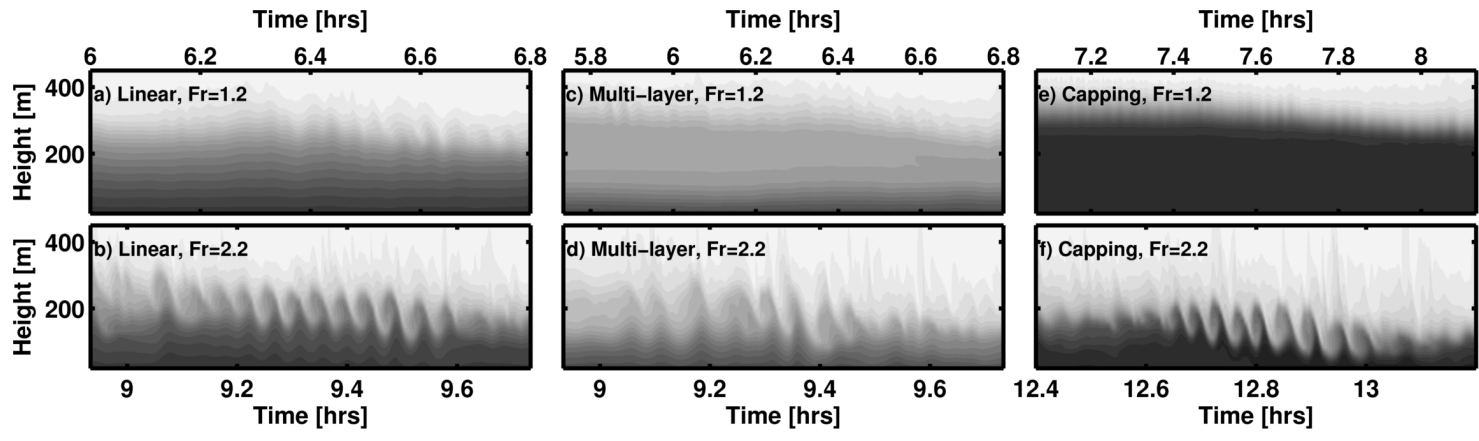 Time [hrs] Time [hrs] Time [hrs]
6 6.2 6.4 6.6 6.8 5.8 6 6.2 6.4 6.6 6.8 7.2 7.4 7.6 7.8 8
Height [m]
400
200
a) Linear, Fr=1.2
c) Multi−layer, Fr=1.2
e) Capping, Fr=1.2
Height [m]
400
200
b) Linear, Fr=2.2
d) Multi−layer, Fr=2.2
f) Capping, Fr=2.2
9 9.2 9.4 9.6 9 9.2 9.4 9.6 12.4 12.6 12.8 13
Time [hrs] Time [hrs] Time [hrs]